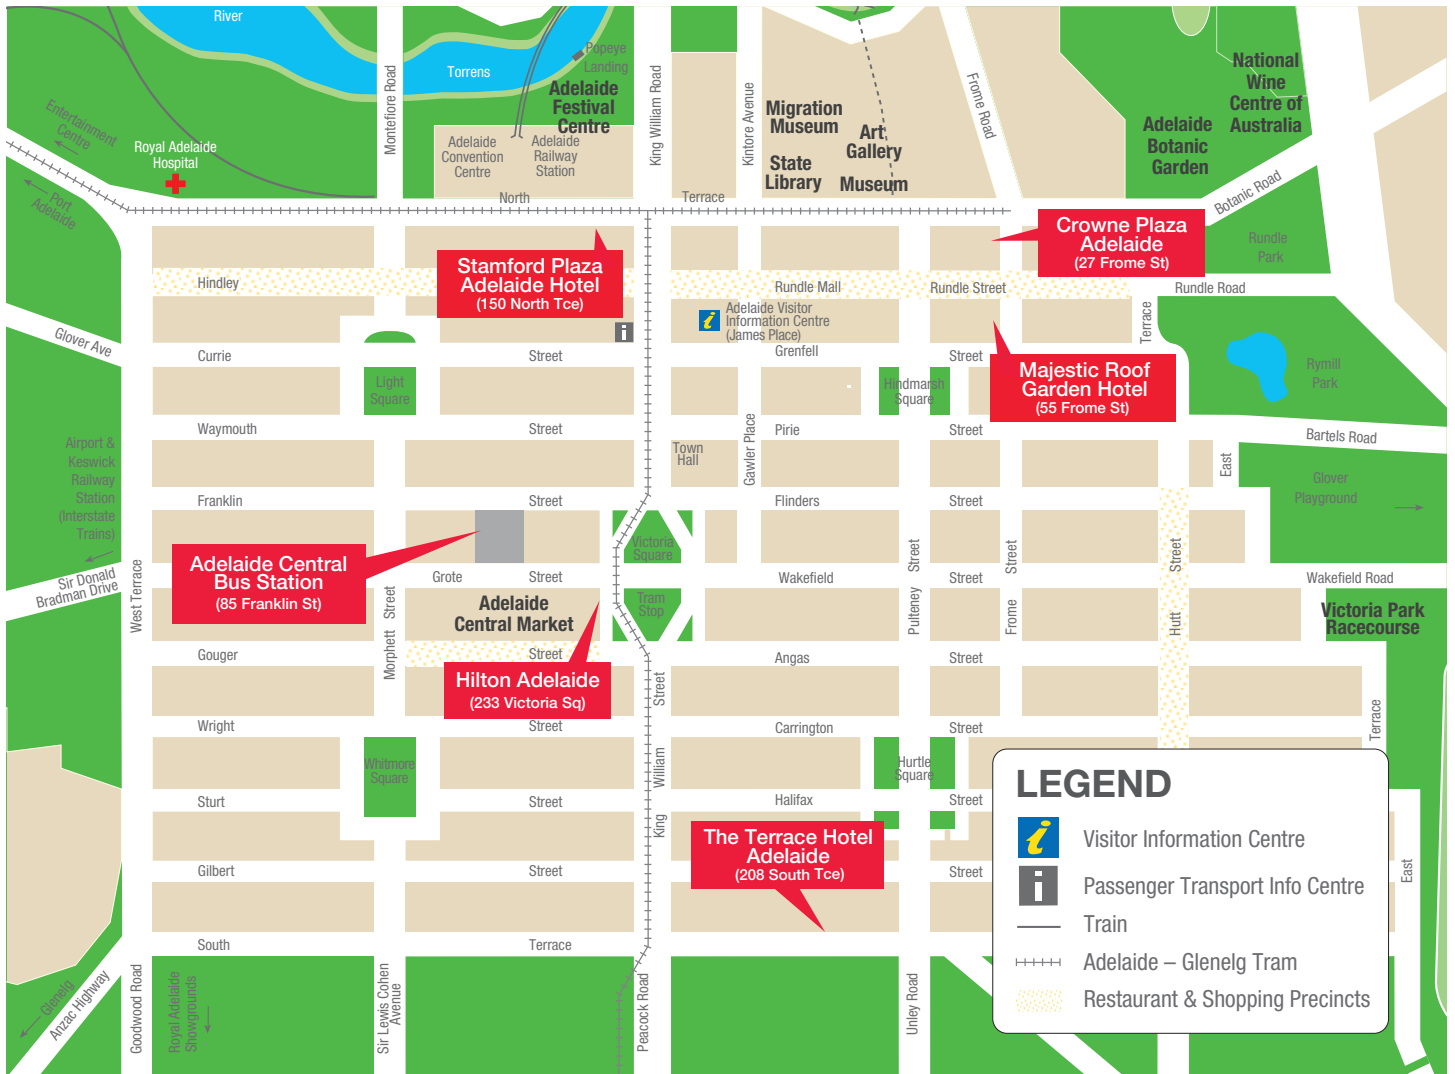 River
Torrens
Popeye
Landing
Adelaide
Festival
Centre
Montefiore Road
King William Road
Kintore Avenue
Frome Road
Migration
Museum
Art
Gallery
State
Library
Museum
National
Wine
Centre of
Australia
Adelaide
Botanic
Garden
Botanic Road
Entertainment
Centre
Port
Adelaide
Royal Adelaide
Hospital
Adelaide
Convention
Centre
Adelaide
Railway
Station
North
Terrace
Crowne Plaza
Adelaide
(27 Frome St)
Rundle
Park
Stamford Plaza
Adelaide Hotel
(150 North Tce)
Hindley
Rundle Mall
Rundle Street
Rundle Road
Adelaide Visitor
Information Centre
(James Place)
Terrace
Glover Ave
Currie
Street
Grenfell
Street
Majestic Roof
Garden Hotel
(55 Frome St)
Rymill
Park
Light
Square
Hindmarsh
Square
Waymouth
Street
Pirie
Street
Bartels Road
Town
Hall
Gawler Place
East
Airport &
Keswick
Railway
Station
(Interstate
Trains)
Glover
Playground
Franklin
Street
Flinders
Street
Victoria
Square
Adelaide Central
Bus Station
(85 Franklin St)
Sir Donald
Bradman Drive
West Terrace
Grote
Street
Wakefield
Street
Wakefield Road
Street
Morphett
Pulteney
Street
Frome
Street
Hutt
Street
Adelaide
Central Market
Tram
Stop
Victoria Park
Racecourse
Gouger
Street
Angas
Street
Hilton Adelaide
(233 Victoria Sq)
Wright
Street
Carrington
Street
Street
William
King
Terrace
East
Whitmore
Square
Hurtle
Square
Sturt
Street
Halifax
Street
The Terrace Hotel
Adelaide
(208 South Tce)
Gilbert
Street
Street
South
Terrace
Glenelg
Anzac Highway
Goodwood Road
Royal Adelaide
Showgrounds
Sir Lewis Cohen
Avenue
Peacock Road
Unley Road
LEGEND
i Visitor Information Centre
i Passenger Transport Info Centre
Train
Adelaide – Glenelg Tram
Restaurant & Shopping Precincts